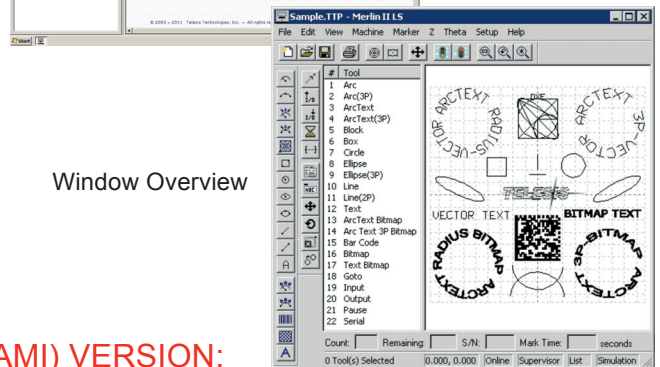 © 2003 - 2011 Telesis Technologies, Inc. - All rights re
Start
Sample.TTP - Merlin II LS
File Edit View Machine Marker Z Theta Setup Help
# Tool
1 Arc
2 Arc(3P)
3 ArcText
4 ArcText(3P)
5 Block
6 Box
7 Circle
8 Ellipse
9 Ellipse(3P)
10 Line
11 Line(2P)
12 Text
13 ArcText Bitmap
14 Arc Text 3P Bitmap
15 Bar Code
16 Bitmap
17 Text Bitmap
18 Goto
19 Input
20 Output
21 Pause
22 Serial
VECTOR ARCTEXT RADIUS
DXF
3P-VECTOR ARCTEXT
TELESIS
VECTOR TEXT
BITMAP TEXT
RADIUS BITMAP ARCTEXT
3P-BITMAP ARCTEXT
Count: Remaining: S/N: Mark Time: seconds
0 Tool(s) Selected 0.000, 0.000 Online Supervisor List Simulation
Window Overview
AMI) VERSION: